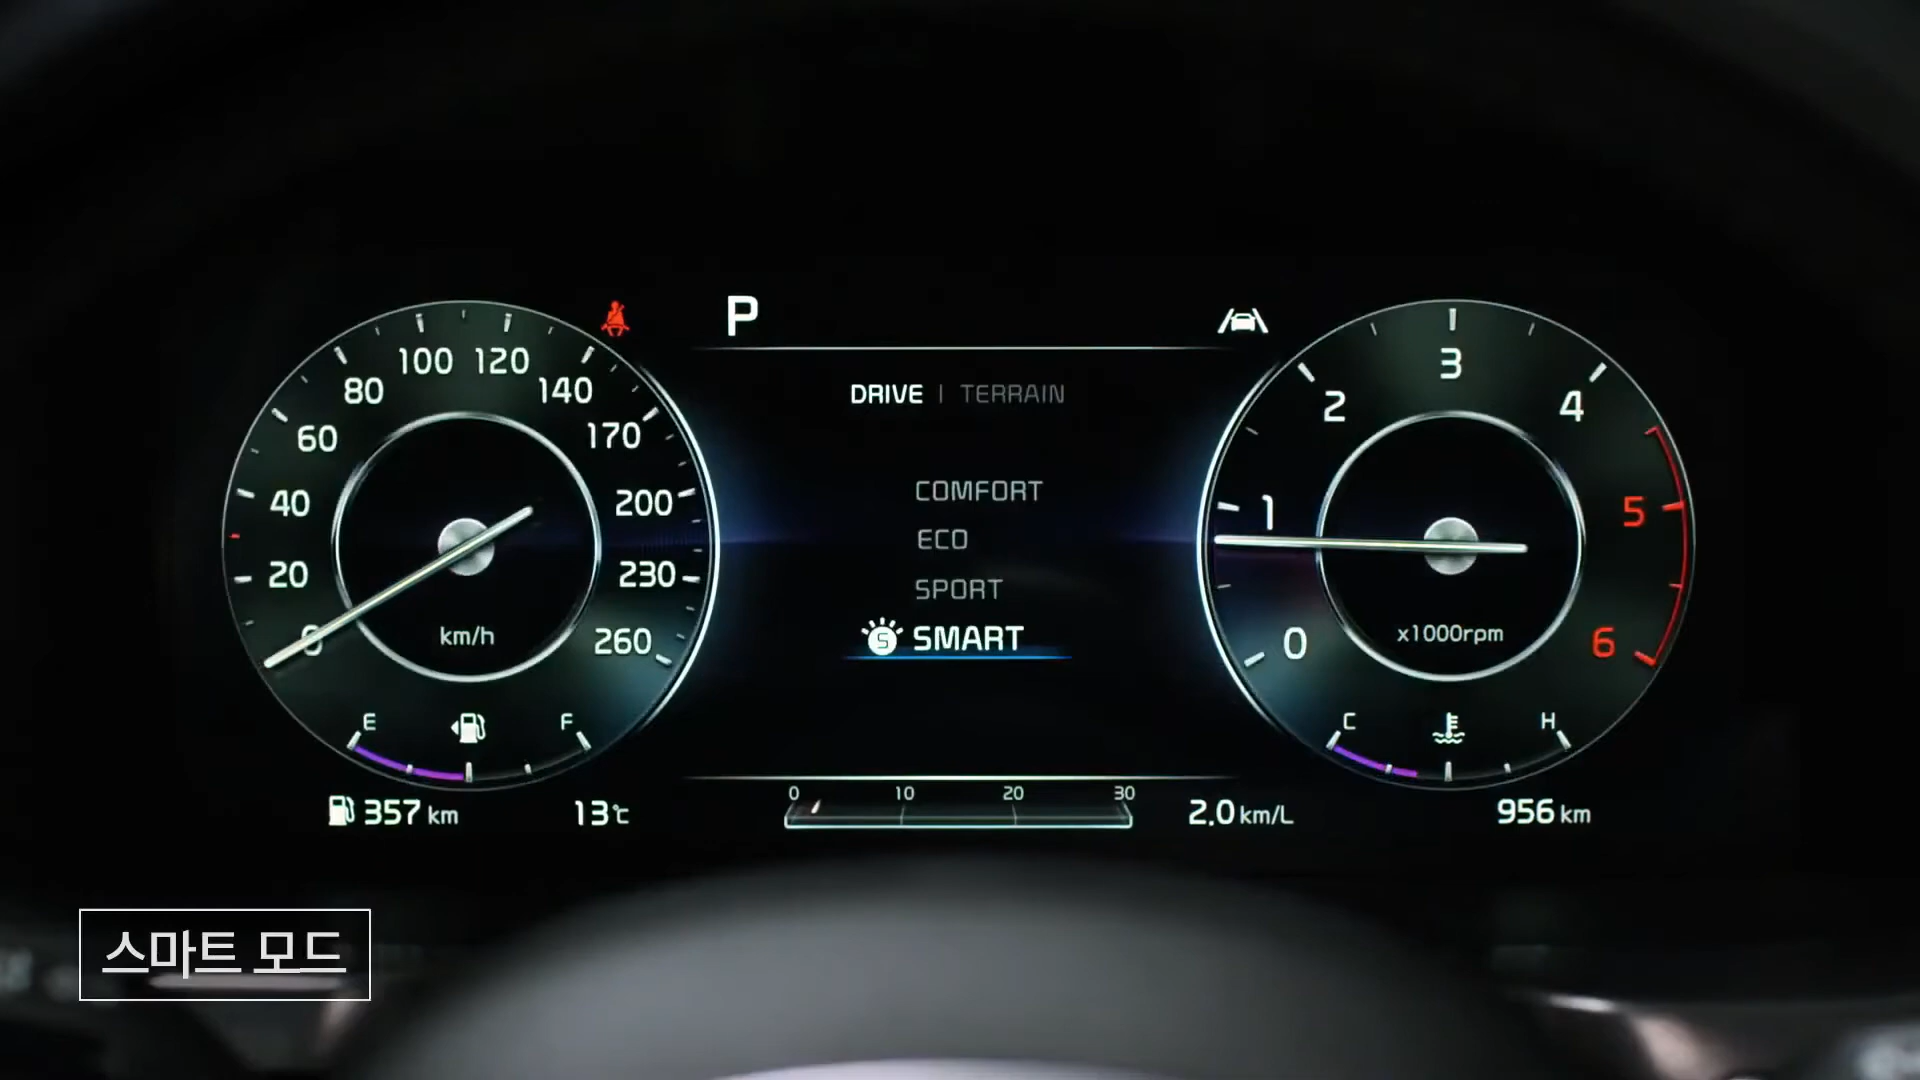 P
DRIVE | TERRAIN
COMFORT
ECO
SPORT
S SMART
0
20
40
60
80
100
120
140
170
200
230
260
km/h
E
F
357 km
13℃
0 10 20 30
2.0 km/L
0
1
2
3
4
5
6
x1000rpm
C
H
956 km
스마트 모드